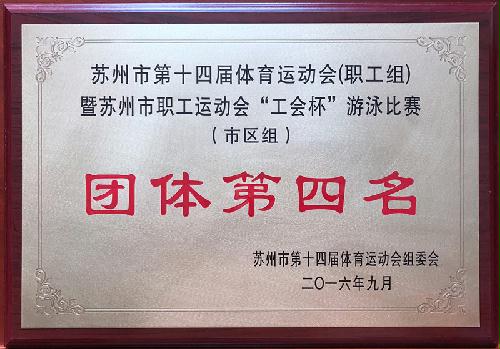 苏州市第十四届体育运动会(职工组)
暨苏州市职工运动会“工会杯”游泳比赛
(市区组)
团体第四名
苏州市第十四届体育运动会组委会
二〇一六年九月